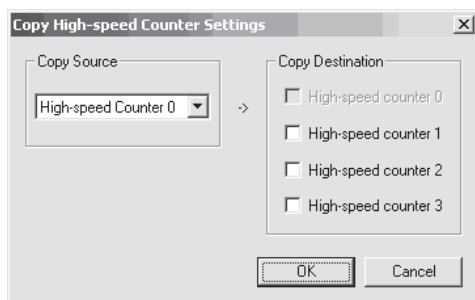 Copy High-speed Counter Settings
Copy Source
High-speed Counter 0
->
Copy Destination
High-speed counter 0
High-speed counter 1
High-speed counter 2
High-speed counter 3
OK
Cancel